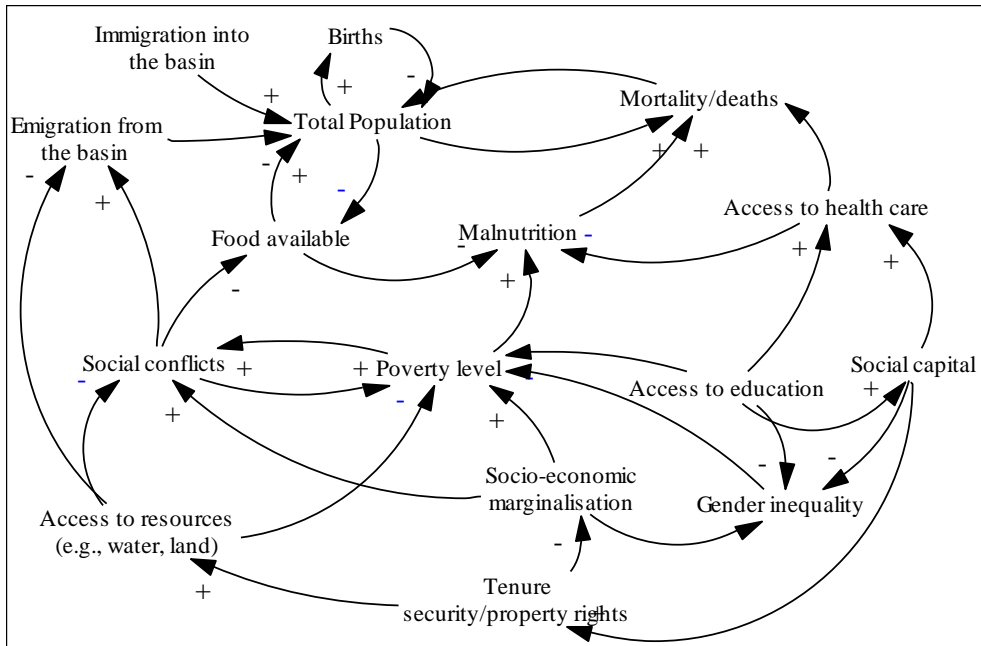 Immigration into
the basin
Births
Mortality/deaths
Total Population
Emigration from
the basin
Access to health care
Food available
Malnutrition
Social conflicts
Poverty level
Access to education
Social capital
Socio-economic
marginalisation
Gender inequality
Access to resources
(e.g., water, land)
Tenure
security/property rights